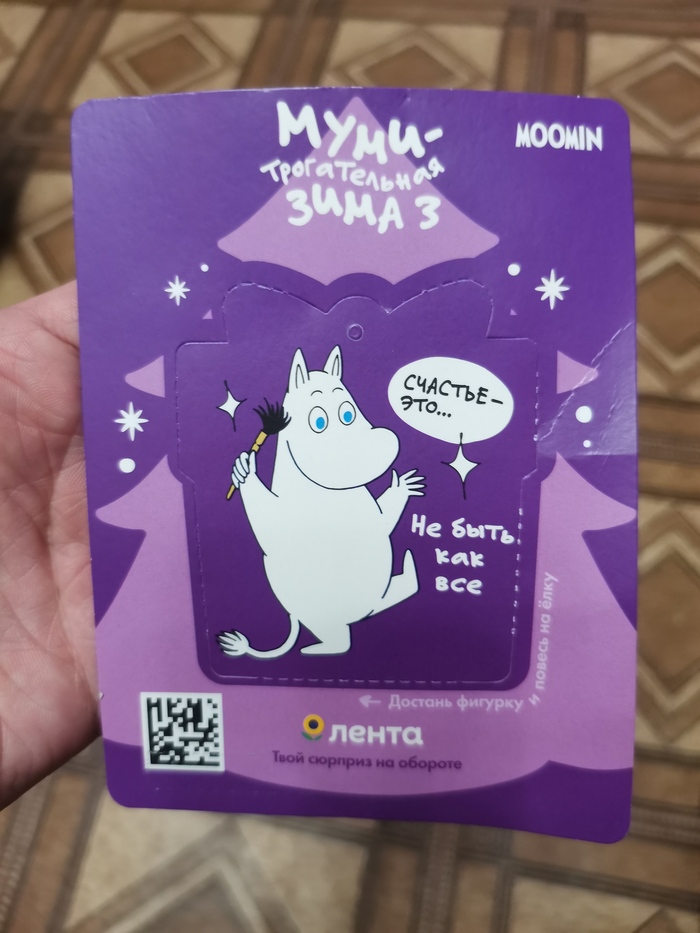 МУМИ-
трогательная
ЗИМА 3
MOOMIN
СЧАСТЬЕ-
ЭТО...
Не быть
как
все
Достань фигурку
и повесь на ёлку
лента
Твой сюрприз на обороте